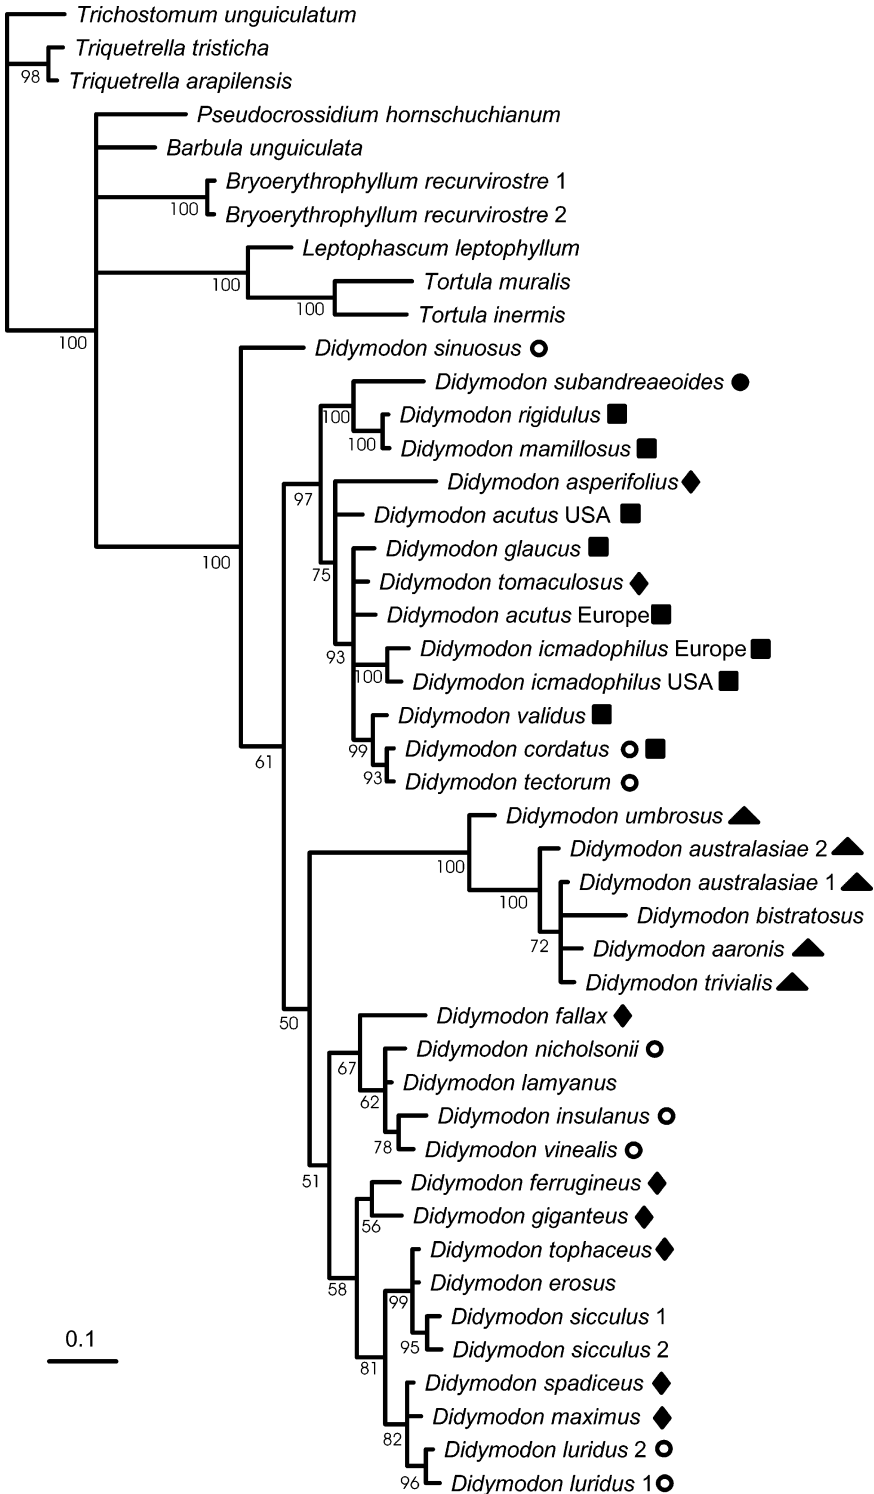 Trichostomum unguiculatum
Triquetrella tristicha
98
Triquetrella arapilensis
Pseudocrossidium hornschuchianum
Barbula unguiculata
Bryoerythrophyllum recurvirostre 1
100
Bryoerythrophyllum recurvirostre 2
Leptophascum leptophyllum
100
Tortula muralis
100
Tortula inermis
100
Didymodon sinuosus
Didymodon subandreaeoides
100
Didymodon rigidulus
100
Didymodon mamillosus
Didymodon asperifolius
97
Didymodon acutus USA
Didymodon glaucus
100
75
Didymodon tomaculosus
Didymodon acutus Europe
Didymodon icmadophilus Europe
93
100
Didymodon icmadophilus USA
Didymodon validus
99
Didymodon cordatus
61
93
Didymodon tectorum
Didymodon umbrosus
Didymodon australasiae 2
100
Didymodon australasiae 1
100
Didymodon bistratosus
72
Didymodon aaronis
Didymodon trivialis
Didymodon fallax
50
Didymodon nicholsonii
67
Didymodon lamyanus
62
Didymodon insulanus
78
Didymodon vinealis
51
Didymodon ferrugineus
Didymodon giganteus
56
Didymodon tophaceus
58
Didymodon erosus
99
Didymodon sicculus 1
0.1
95
Didymodon sicculus 2
81
Didymodon spadiceus
Didymodon maximus
82
Didymodon luridus 2
96
Didymodon luridus 1